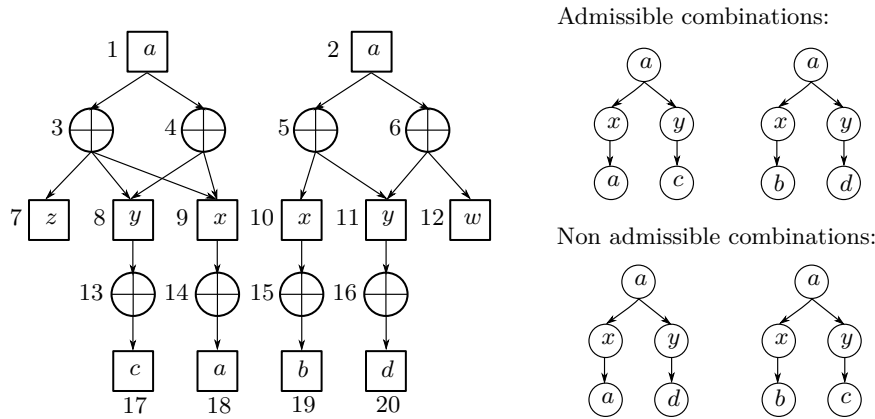 Admissible combinations:
1 a 2 a
a a
3 4 5 6
x y x y
a c b d
7 z 8 y 9 x 10 x 11 y 12 w
Non admissible combinations:
a a
13 14 15 16
x y x y
c a b d
a d b c
17 18 19 20